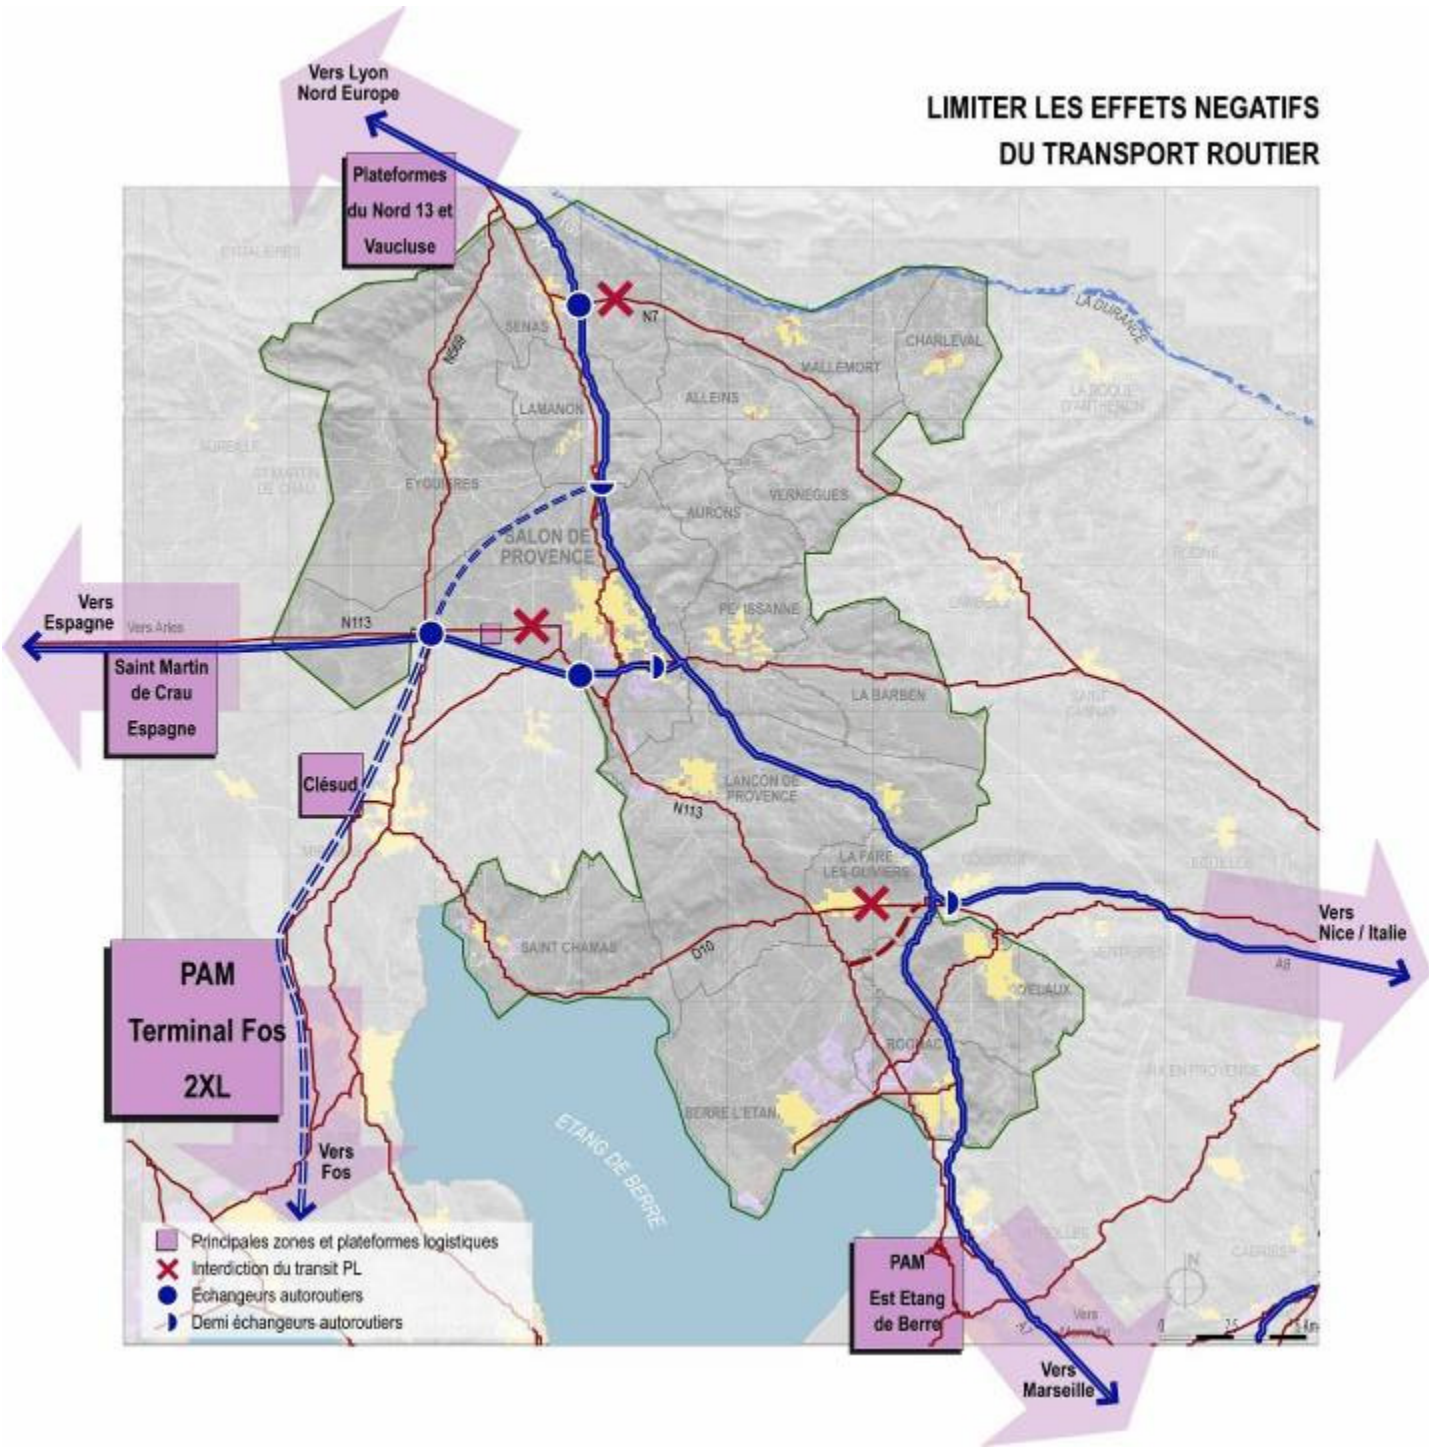 Vers Lyon
Nord Europe
LIMITER LES EFFETS NEGATIFS
DU TRANSPORT ROUTIER
Plateformes
du Nord 13 et
Vaucluse
LA DURANCE
N7
SENAS
N569
CHARLEVAL
MALLEMORT
ALLEINS
LAMANON
EYGUIERES
VERNEGUES
AURONS
SALON DE
PROVENCE
PELISSANNE
Vers
Espagne
Vers Arles
N113
Saint Martin
de Crau
Espagne
LA BARBEN
Clésud
LANCON DE
PROVENCE
N113
LA FARE
LES OLIVIERS
Vers
Nice / Italie
A8
SAINT CHAMAS
D10
VELAUX
PAM
Terminal Fos
2XL
ROGNAC
BERRE L'ETANG
ETANG DE BERRE
Vers
Fos
Principales zones et plateformes logistiques
Interdiction du transit PL
Échangeurs autoroutiers
Demi échangeurs autoroutiers
PAM
Est Etang
de Berre
A7
N
Vers
Marseille